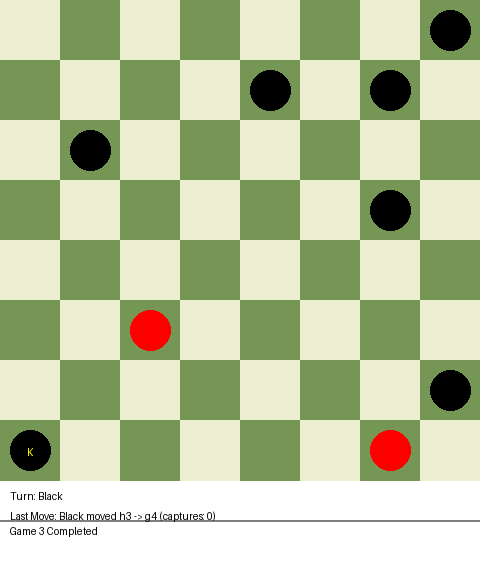 K
Turn: Black
Last Move: Black moved h3 -> g4 (captures: 0)
Game 3 Completed